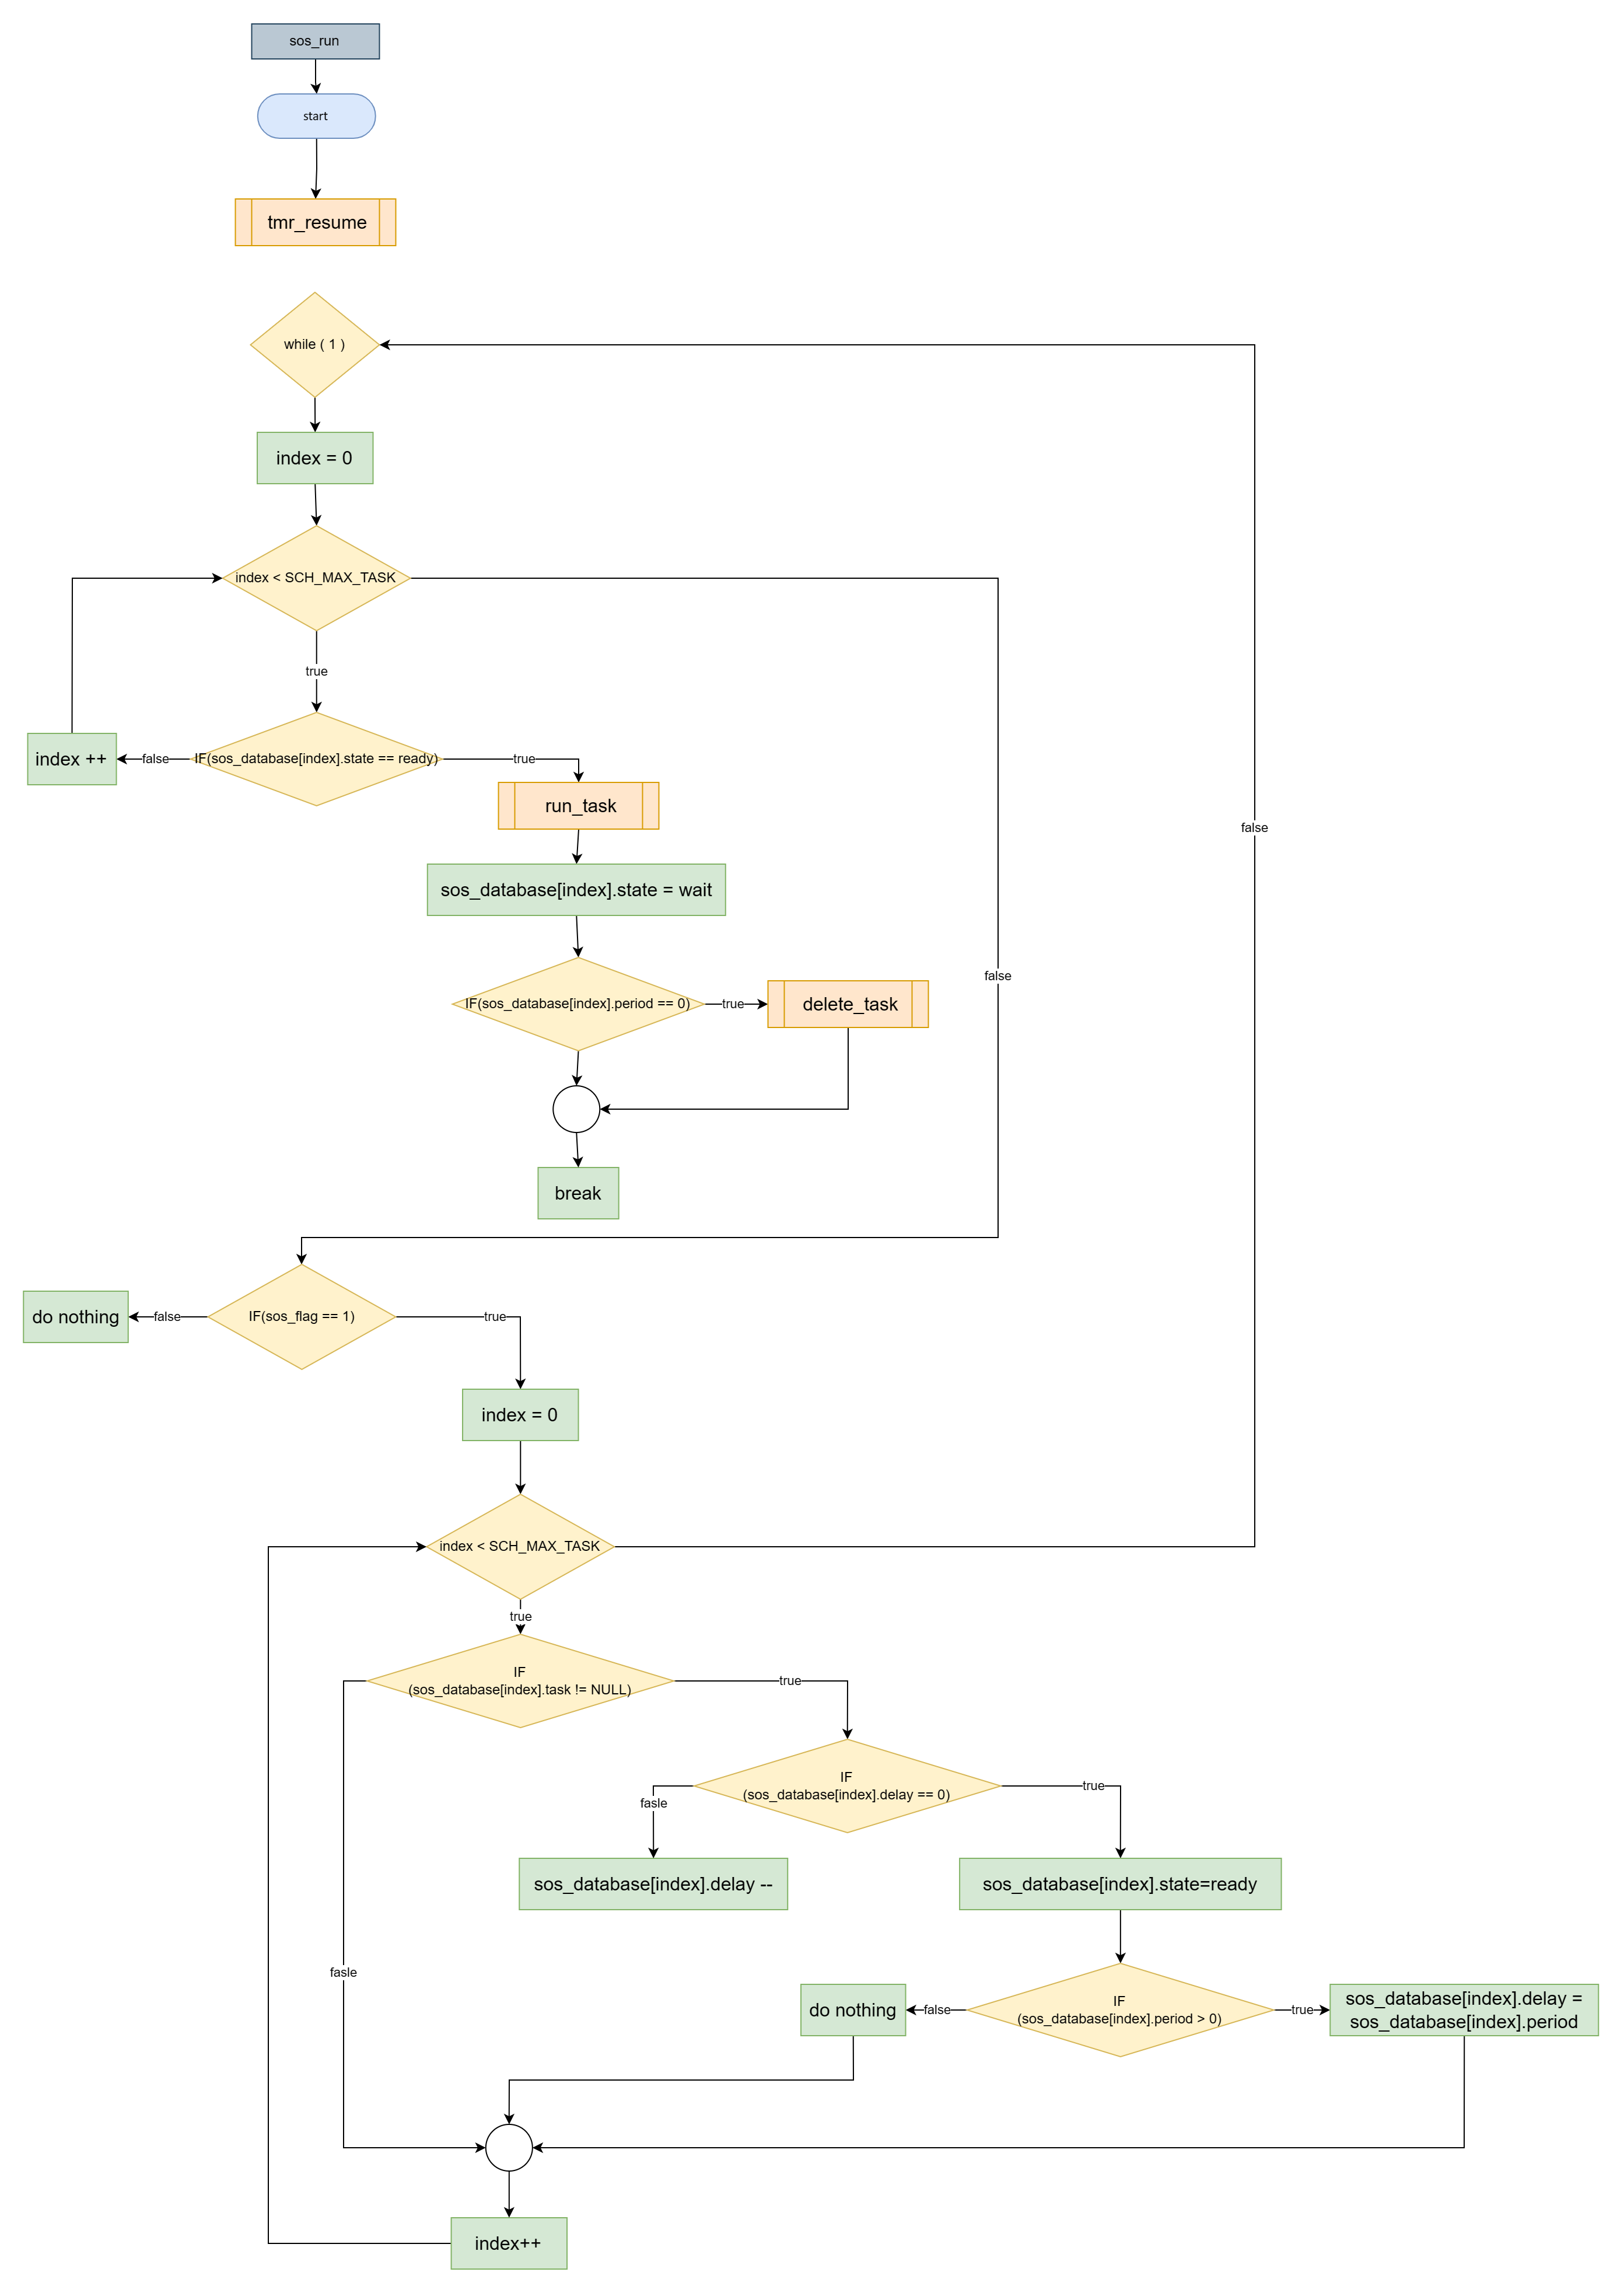 sos_run
start
tmr_resume
while ( 1 )
index = 0
index < SCH_MAX_TASK
true
index ++
false
IF(sos_database[index].state == ready)
true
run_task
false
sos_database[index].state = wait
false
IF(sos_database[index].period == 0)
true
delete_task
break
do nothing
false
IF(sos_flag == 1)
true
index = 0
index < SCH_MAX_TASK
true
IF
(sos_database[index].task != NULL)
true
IF
(sos_database[index].delay == 0)
true
fasle
sos_database[index].delay --
sos_database[index].state=ready
fasle
do nothing
false
IF
(sos_database[index].period > 0)
true
sos_database[index].delay =
sos_database[index].period
index++